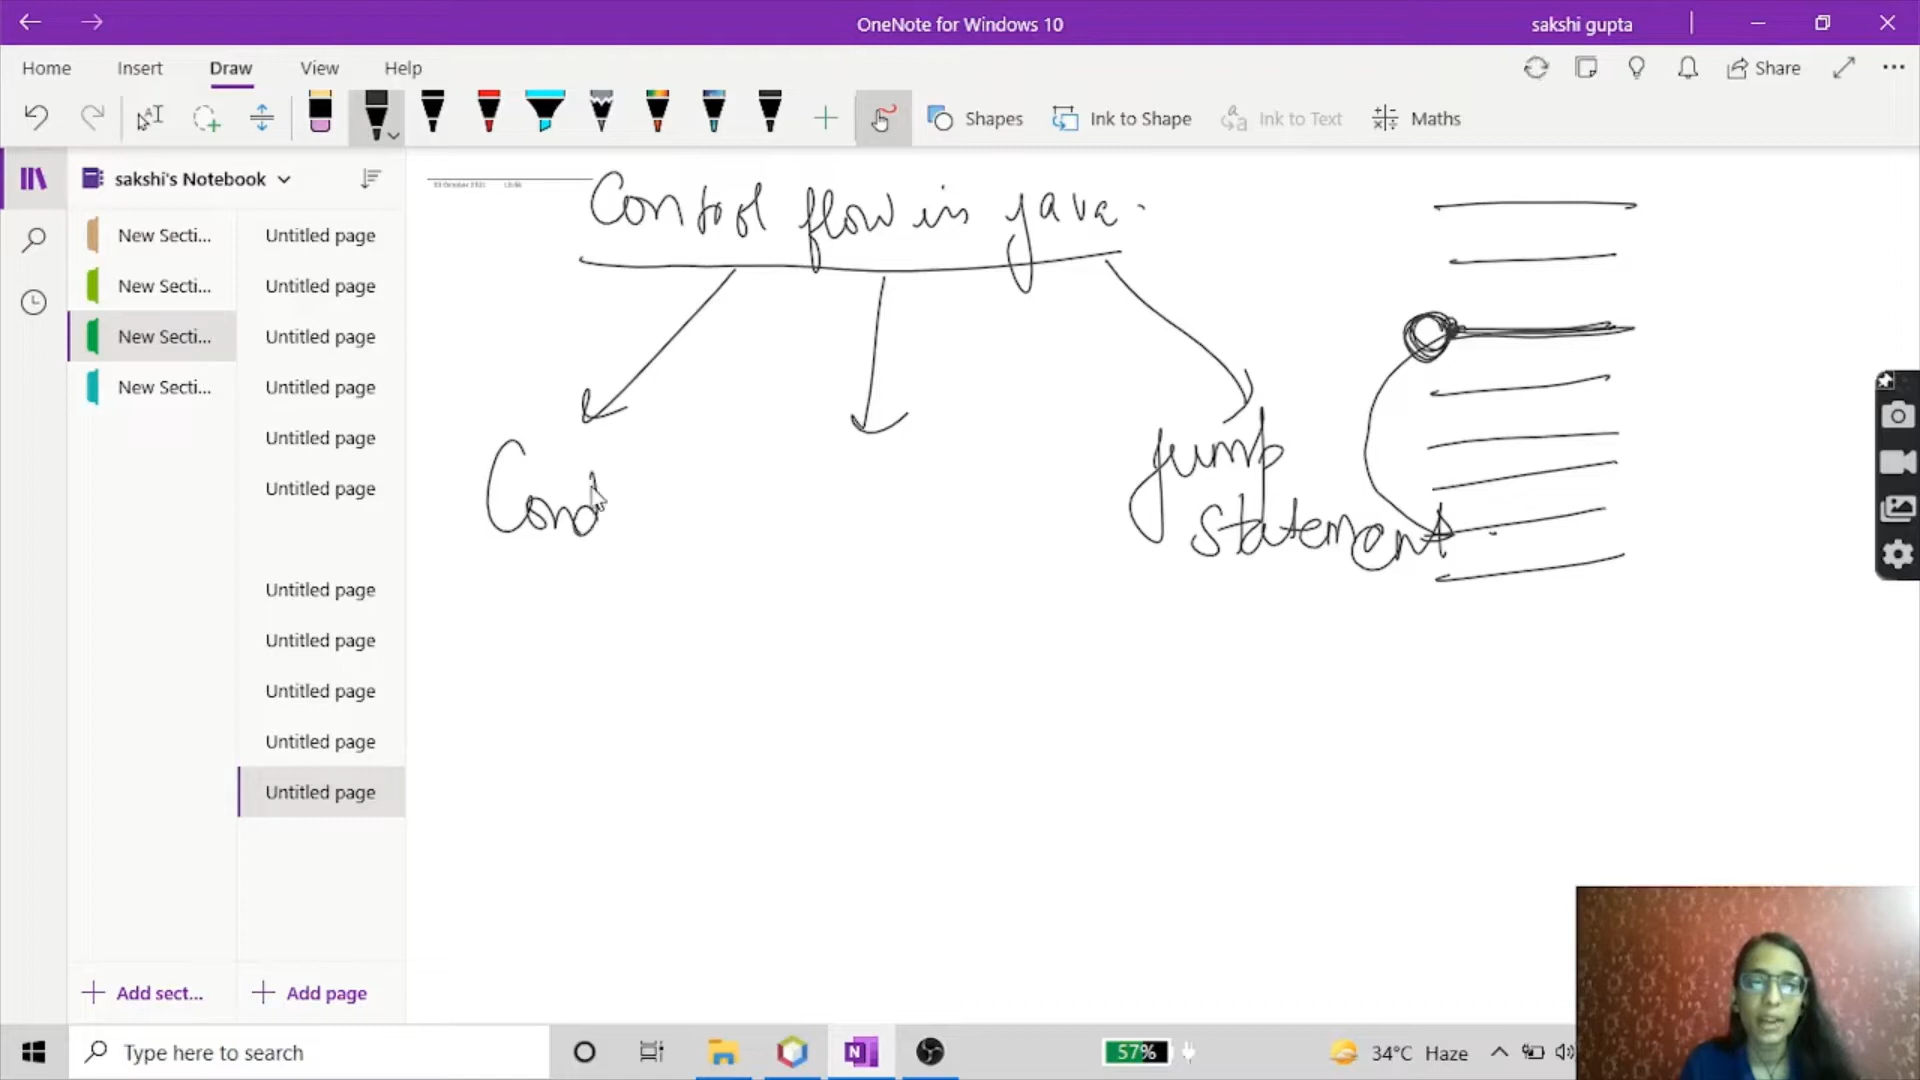 OneNote for Windows 10
sakshi gupta
Home Insert Draw View Help
Share
Shapes Ink to Shape Ink to Text Maths
sakshi's Notebook
New Secti...
New Secti...
New Secti...
New Secti...
Untitled page
Untitled page
Untitled page
Untitled page
Untitled page
Untitled page
Untitled page
Untitled page
Untitled page
Untitled page
Untitled page
Add sect...
Add page
03 October 2021
Control flow in java.
Cond
jump
statement
Type here to search
57%
34°C Haze